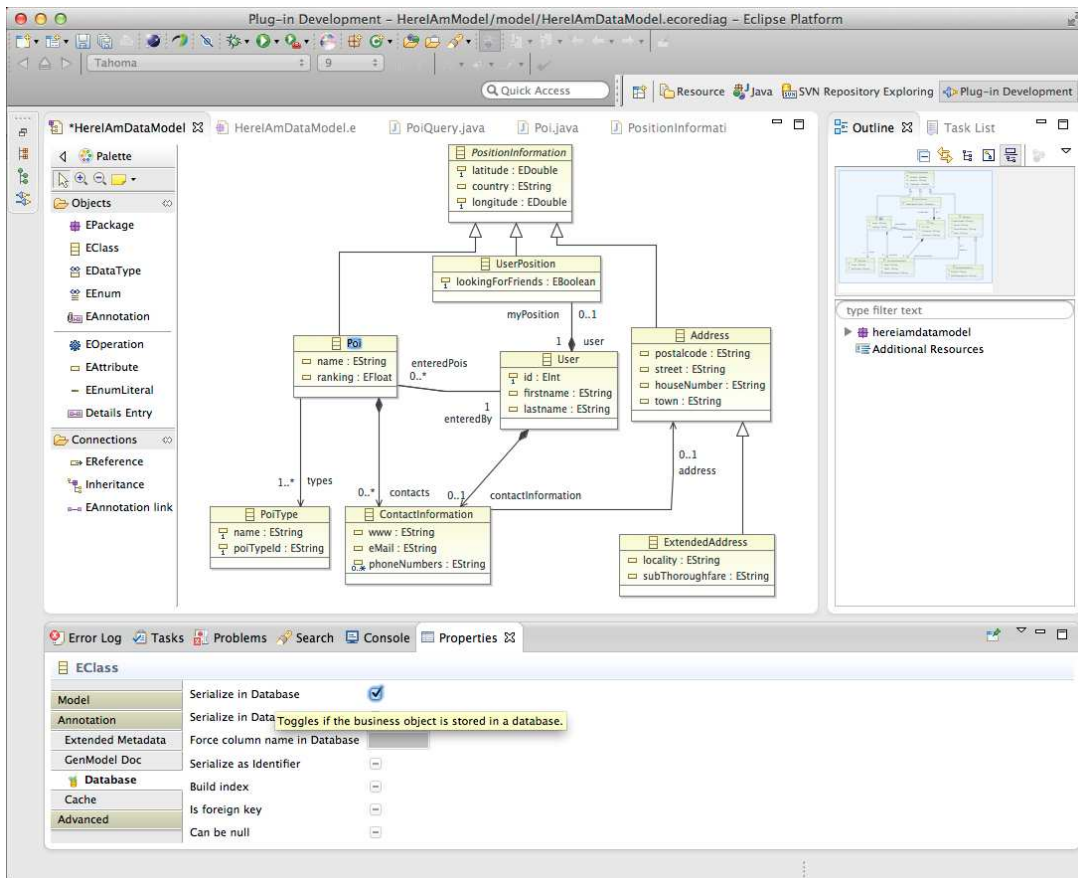 Plug-in Development - HereIAmModel/model/HereIAmDataModel.ecorediag - Eclipse Platform
Tahoma 9
Quick Access Resource Java SVN Repository Exploring Plug-in Development
*HereIAmDataModel HereIAmDataModel.e PoiQuery.java Poi.java PositionInformati
Palette
Objects
EPackage
EClass
EDataType
EEnum
EAnnotation
EOperation
EAttribute
EEnumLiteral
Details Entry
Connections
EReference
Inheritance
EAnnotation link
PositionInformation
1 latitude : EDouble
country : EString
1 longitude : EDouble
UserPosition
1 lookingForFriends : EBoolean
myPosition 0..1
1 user
Poi
name : EString
ranking : EFloat
enteredPois
0..*
1
enteredBy
User
1 id : EInt
firstname : EString
lastname : EString
Address
postalcode : EString
street : EString
houseNumber : EString
town : EString
0..1
address
1..* types
0..* contacts
0..1 contactInformation
PoiType
1 name : EString
1 poiTypeId : EString
ContactInformation
www : EString
eMail : EString
0..* phoneNumbers : EString
ExtendedAddress
locality : EString
subThoroughfare : EString
Outline Task List
type filter text
hereiamdatamodel
Additional Resources
Error Log Tasks Problems Search Console Properties
EClass
Model
Annotation
Extended Metadata
GenModel Doc
Database
Cache
Advanced
Serialize in Database
Serialize in Data
Toggles if the business object is stored in a database.
Force column name in Database
Serialize as Identifier
Build index
Is foreign key
Can be null